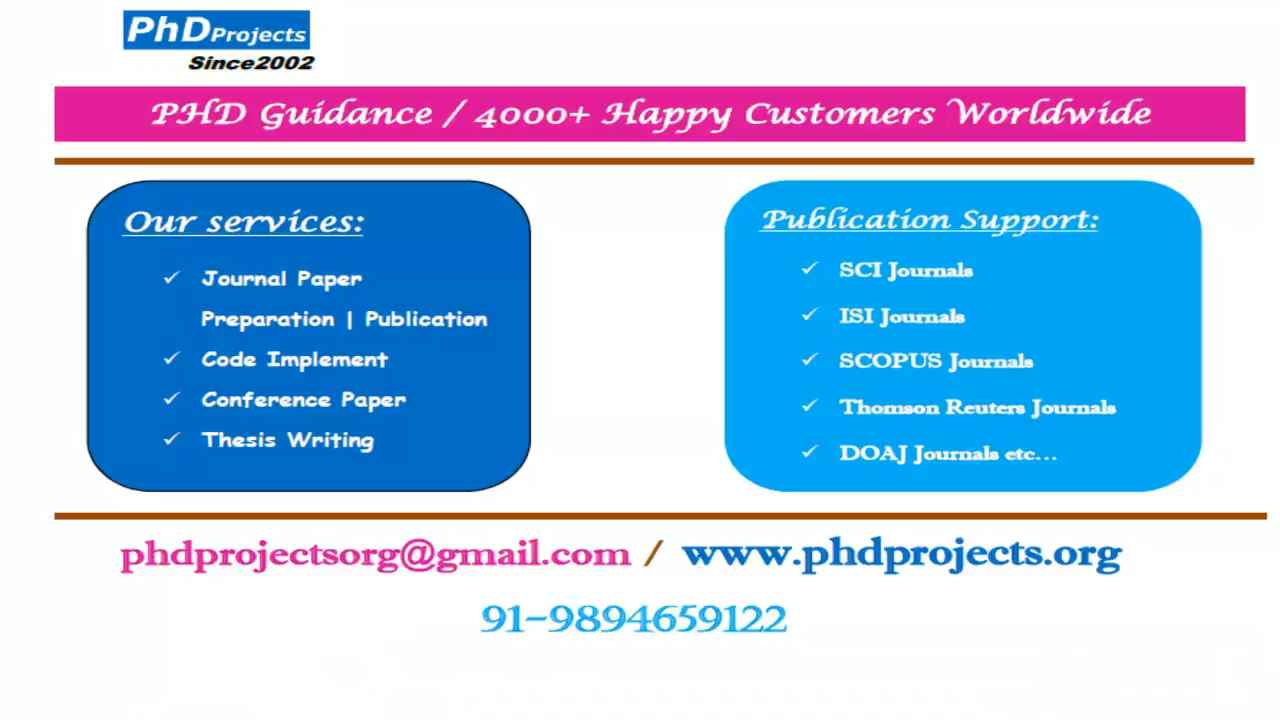 PhDProjects
Since2002
PHD Guidance / 4000+ Happy Customers Worldwide
Our services:
✓ Journal Paper
Preparation | Publication
✓ Code Implement
✓ Conference Paper
✓ Thesis Writing
Publication Support:
✓ SCI Journals
✓ ISI Journals
✓ SCOPUS Journals
✓ Thomson Reuters Journals
✓ DOAJ Journals etc...
phdprojectsorg@gmail.com / www.phdprojects.org
91-9894659122